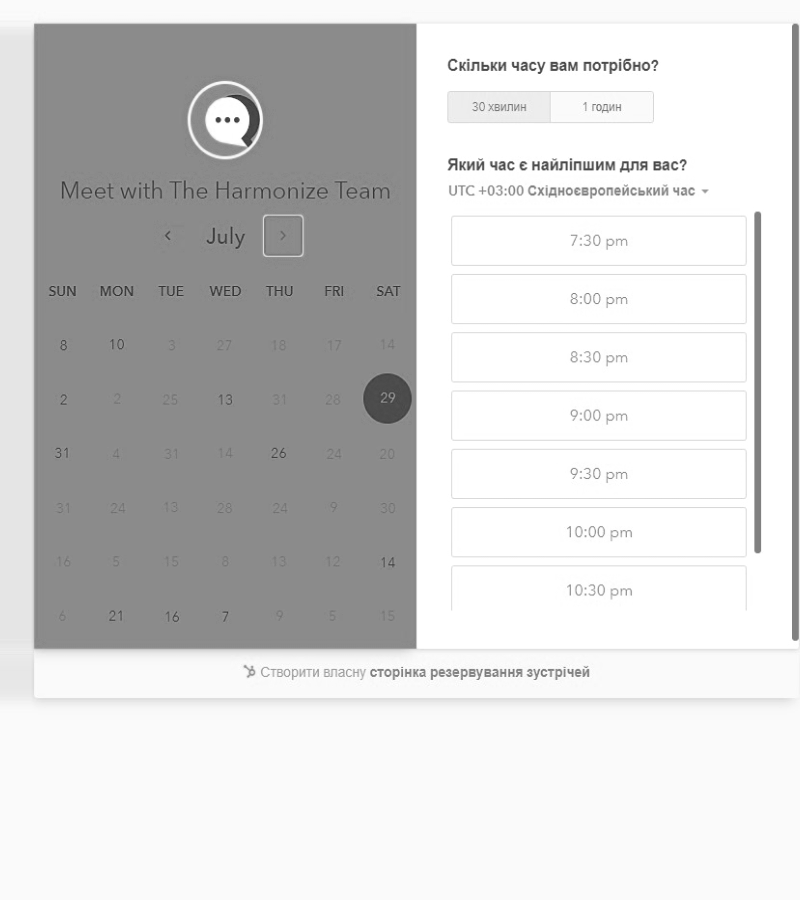 Meet with The Harmonize Team
July
SUN MON TUE WED THU FRI SAT
8 10 3 27 18 17 14
2 2 25 13 31 28 29
31 4 31 14 26 24 20
31 24 13 28 24 9 30
16 5 15 8 13 12 14
6 21 16 7 9 5 15
Скільки часу вам потрібно?
30 хвилин 1 годин
Який час є найліпшим для вас?
UTC +03:00 Східноєвропейський час
7:30 pm
8:00 pm
8:30 pm
9:00 pm
9:30 pm
10:00 pm
10:30 pm
Створити власну сторінка резервування зустрічей